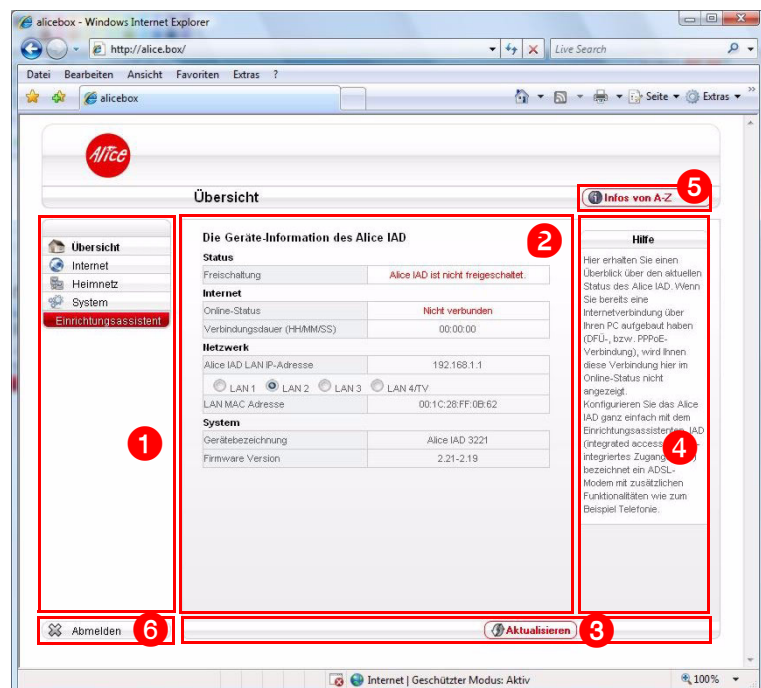 alicebox - Windows Internet Explorer
http://alice.box/
Live Search
Datei Bearbeiten Ansicht Favoriten Extras ?
alicebox
Seite
Extras
Alice
Übersicht
Infos von A-Z
5
Übersicht
Internet
Heimnetz
System
Einrichtungsassistent
1
Die Geräte-Information des Alice IAD
2
Status
Freischaltung Alice IAD ist nicht freigeschaltet.
Internet
Online-Status Nicht verbunden
Verbindungsdauer (HH/MM/SS) 00:00:00
Netzwerk
Alice IAD LAN IP-Adresse 192.168.1.1
LAN 1 LAN 2 LAN 3 LAN 4/TV
LAN MAC Adresse 00:1C:28:FF:0B:62
System
Gerätebezeichnung Alice IAD 3221
Firmware Version 2.21-2.19
Hilfe
Hier erhalten Sie einen
Überblick über den aktuellen
Status des Alice IAD. Wenn
Sie bereits eine
Internetverbindung über
Ihren PC aufgebaut haben
(DFÜ-, bzw. PPPoE-
Verbindung), wird Ihnen
diese Verbindung hier im
Online-Status nicht
angezeigt.
Konfigurieren Sie das Alice
IAD ganz einfach mit dem
Einrichtungsassistenten. IAD
(integrated access
integriertes
bezeichnet ein ADSL-
Modem mit zusätzlichen
Funktionalitäten wie zum
Beispiel Telefonie.
4
Abmelden
6
Aktualisieren
3
Internet | Geschützter Modus: Aktiv
100%